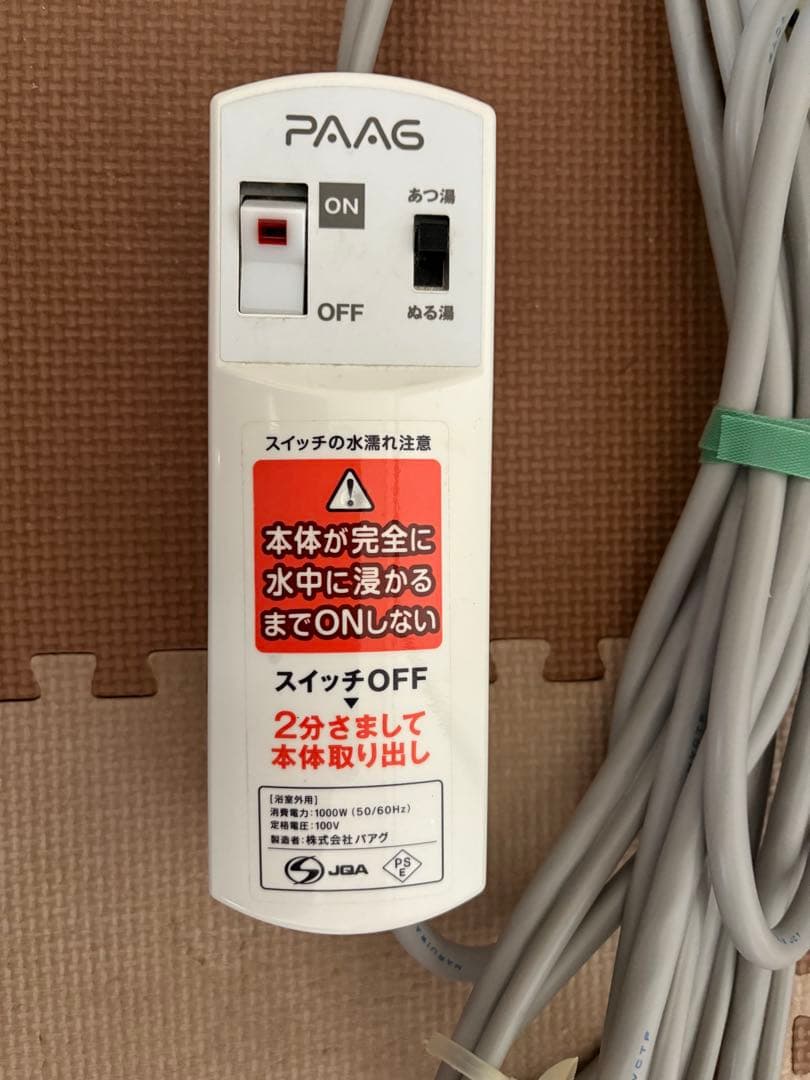 PAAG
ON
あつ湯
OFF
ぬる湯
スイッチの水濡れ注意
本体が完全に
水中に浸かる
までONしない
スイッチOFF
▼
2分さまして
本体取り出し
[浴室外用]
消費電力:1000W(50/60Hz)
定格電圧:100V
製造者:株式会社パアグ
JQA
PS
E